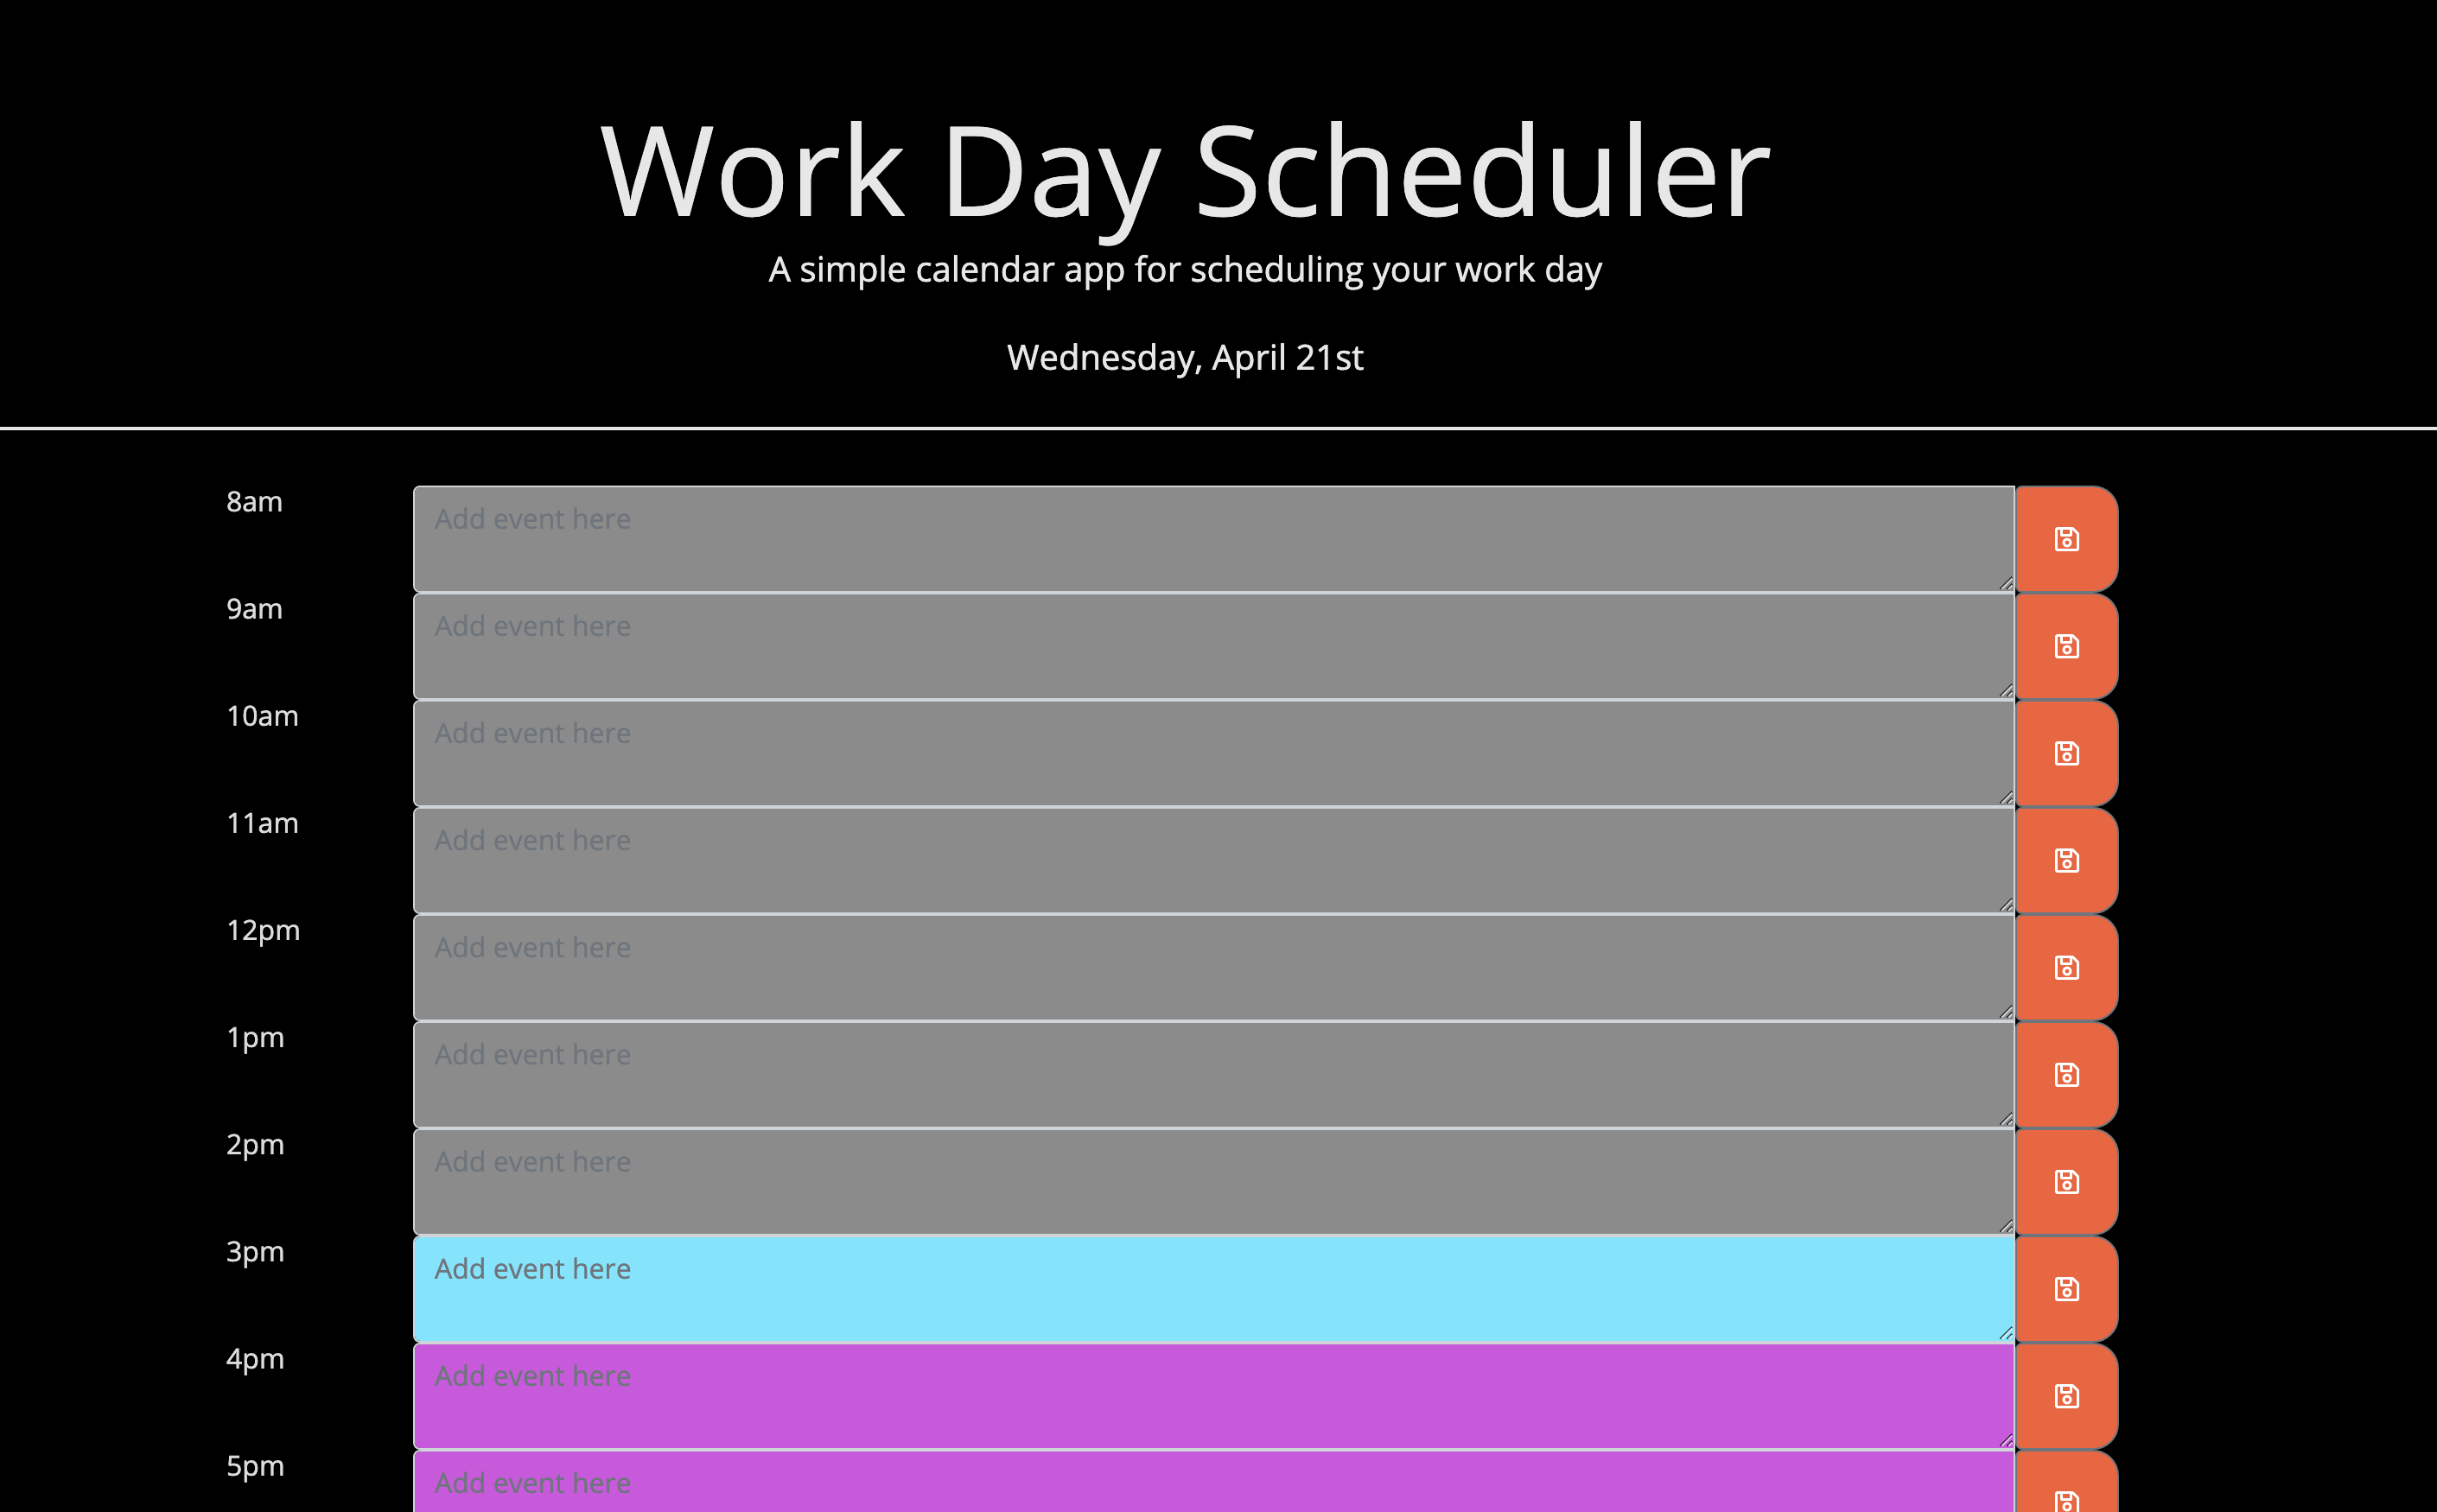 Work Day Scheduler
A simple calendar app for scheduling your work day
Wednesday, April 21st
8am
Add event here
9am
Add event here
10am
Add event here
11am
Add event here
12pm
Add event here
1pm
Add event here
2pm
Add event here
3pm
Add event here
4pm
Add event here
5pm
Add event here